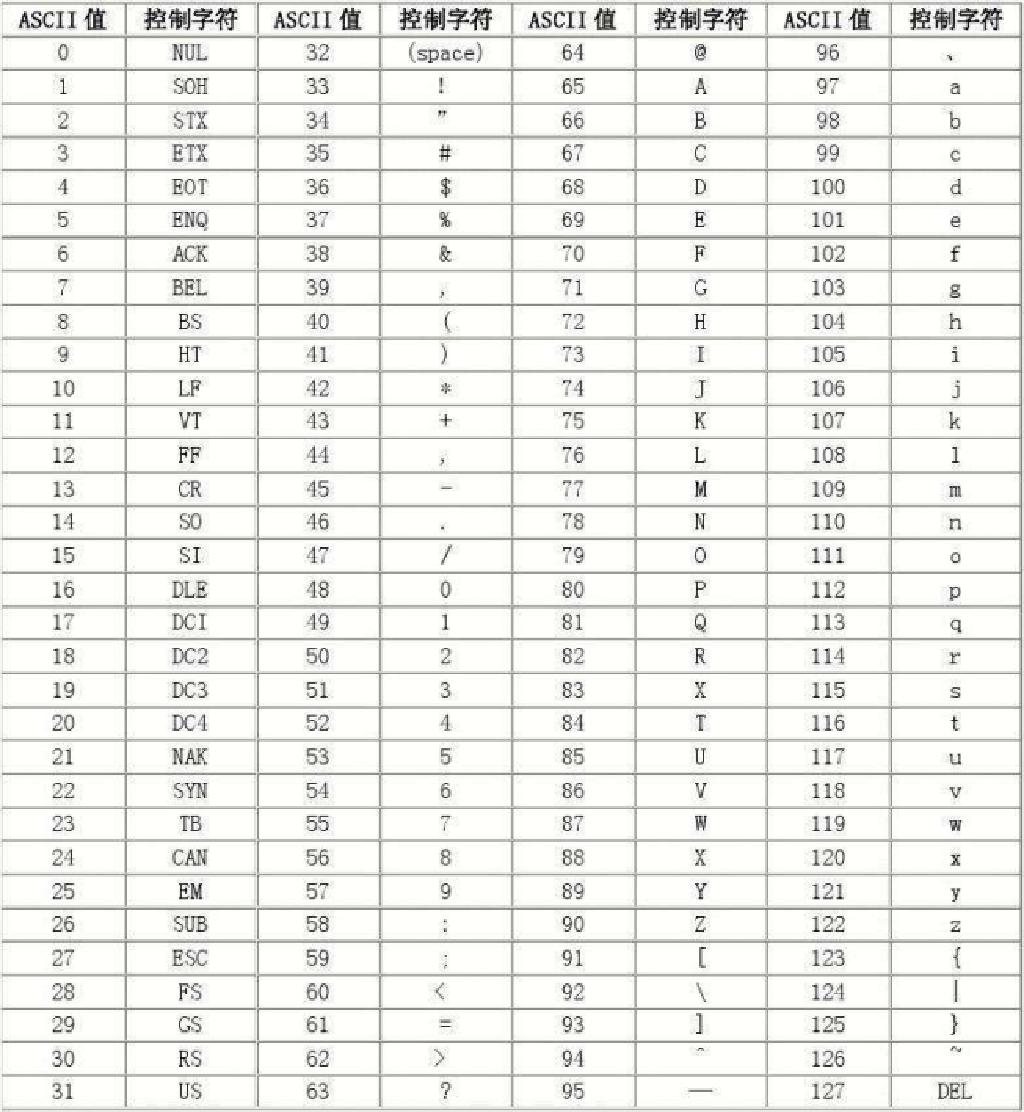 ASCII 值 控制字符 ASCII 值 控制字符 ASCII 值 控制字符 ASCII 值 控制字符
0 NUL 32 (space) 64 @ 96 、
1 SOH 33 ! 65 A 97 a
2 STX 34 ” 66 B 98 b
3 ETX 35 # 67 C 99 c
4 EOT 36 $ 68 D 100 d
5 ENQ 37 % 69 E 101 e
6 ACK 38 & 70 F 102 f
7 BEL 39 , 71 G 103 g
8 BS 40 ( 72 H 104 h
9 HT 41 ) 73 I 105 i
10 LF 42 * 74 J 106 j
11 VT 43 + 75 K 107 k
12 FF 44 , 76 L 108 l
13 CR 45 - 77 M 109 m
14 SO 46 . 78 N 110 n
15 SI 47 / 79 O 111 o
16 DLE 48 0 80 P 112 p
17 DCI 49 1 81 Q 113 q
18 DC2 50 2 82 R 114 r
19 DC3 51 3 83 X 115 s
20 DC4 52 4 84 T 116 t
21 NAK 53 5 85 U 117 u
22 SYN 54 6 86 V 118 v
23 TB 55 7 87 W 119 w
24 CAN 56 8 88 X 120 x
25 EM 57 9 89 Y 121 y
26 SUB 58 : 90 Z 122 z
27 ESC 59 ; 91 [ 123 {
28 FS 60 < 92 \ 124 |
29 GS 61 = 93 ] 125 }
30 RS 62 > 94 ^ 126 ~
31 US 63 ? 95 — 127 DEL